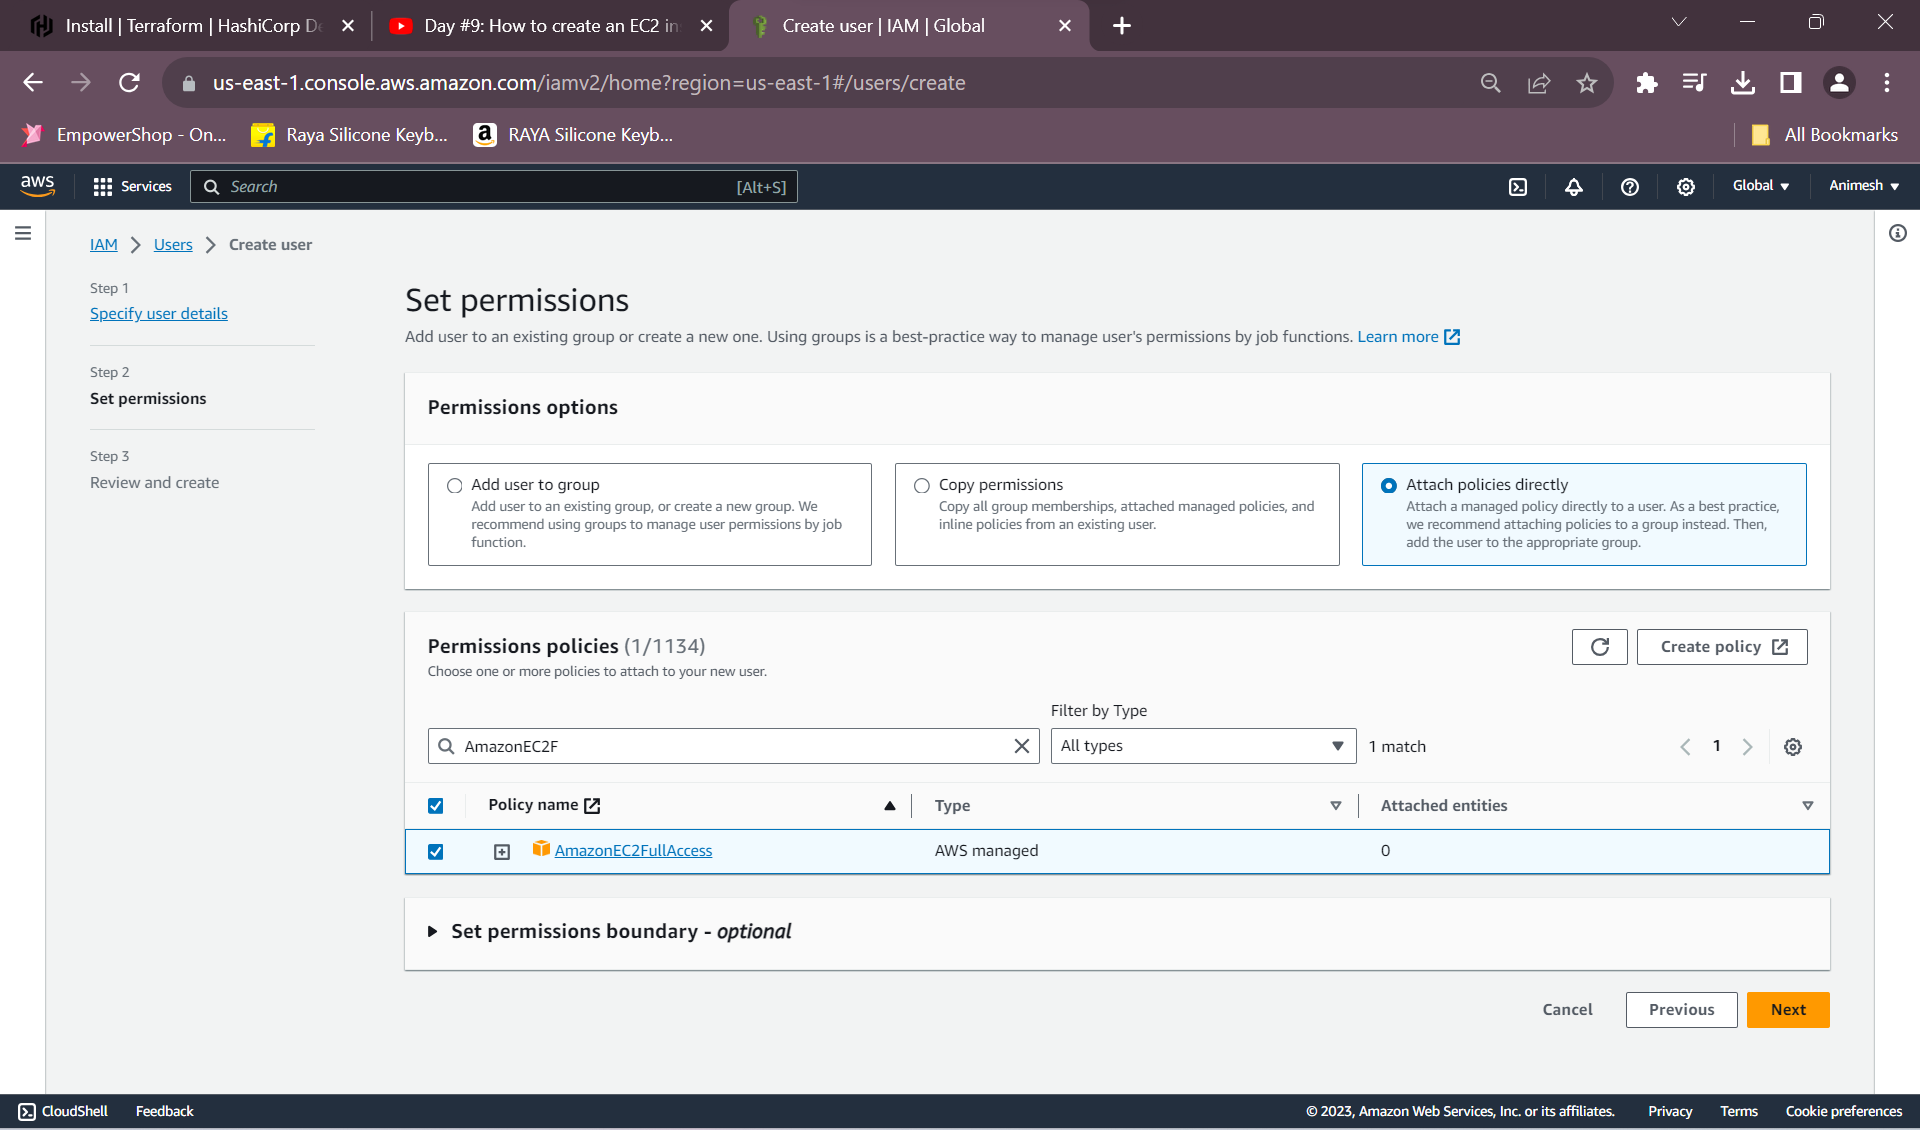 Install | Terraform | HashiCorp De
Day #9: How to create an EC2 in
Create user | IAM | Global
us-east-1.console.aws.amazon.com/iamv2/home?region=us-east-1#/users/create
EmpowerShop - On...
Raya Silicone Keyb...
RAYA Silicone Keyb...
All Bookmarks
aws
Services
Search
[Alt+S]
Global
Animesh
IAM
Users
Create user
Step 1
Specify user details
Step 2
Set permissions
Step 3
Review and create
Set permissions
Add user to an existing group or create a new one. Using groups is a best-practice way to manage user's permissions by job functions. Learn more
Permissions options
Add user to group
Add user to an existing group, or create a new group. We
recommend using groups to manage user permissions by job
function.
Copy permissions
Copy all group memberships, attached managed policies, and
inline policies from an existing user.
Attach policies directly
Attach a managed policy directly to a user. As a best practice,
we recommend attaching policies to a group instead. Then,
add the user to the appropriate group.
Permissions policies (1/1134)
Choose one or more policies to attach to your new user.
Create policy
Filter by Type
AmazonEC2F
All types
1 match
1
Policy name
Type
Attached entities
AmazonEC2FullAccess
AWS managed
0
Set permissions boundary - optional
Cancel
Previous
Next
CloudShell
Feedback
© 2023, Amazon Web Services, Inc. or its affiliates.
Privacy
Terms
Cookie preferences